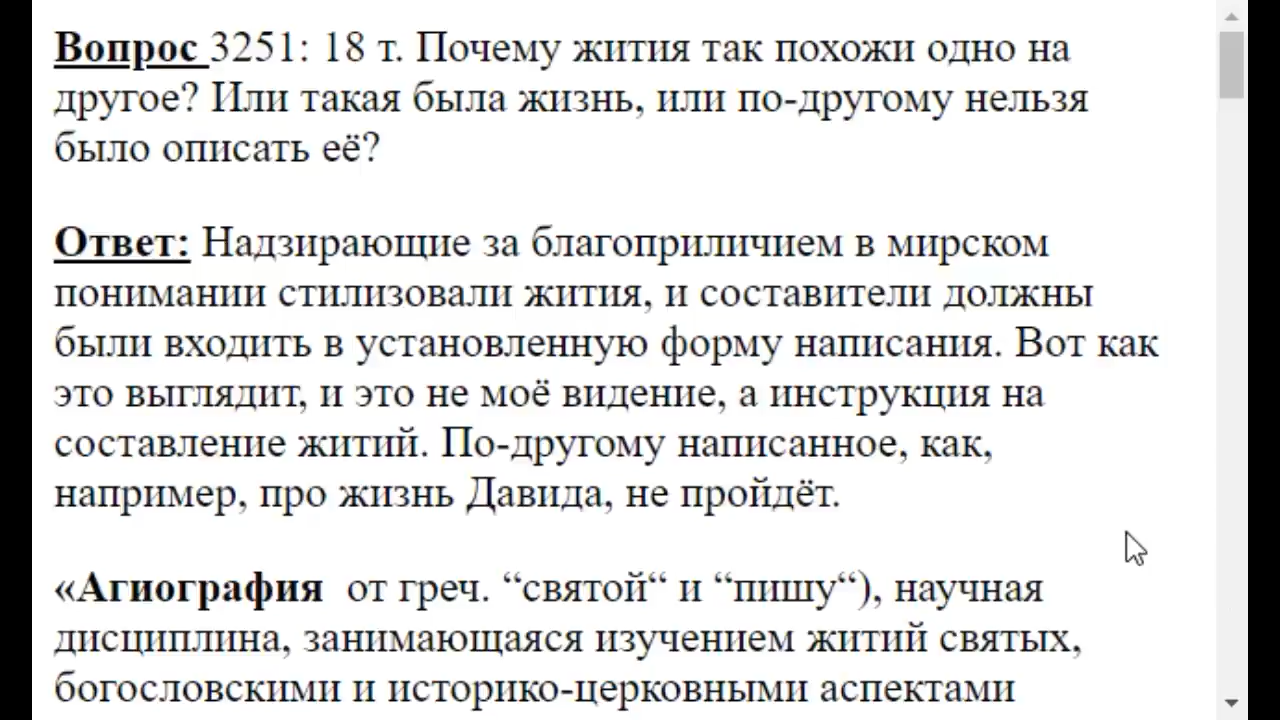 Вопрос 3251: 18 т. Почему жития так похожи одно на
другое? Или такая была жизнь, или по-другому нельзя
было описать её?
Ответ: Надзирающие за благоприличием в мирском
понимании стилизовали жития, и составители должны
были входить в установленную форму написания. Вот как
это выглядит, и это не моё видение, а инструкция на
составление житий. По-другому написанное, как,
например, про жизнь Давида, не пройдёт.
«Агиография от греч. “святой“ и “пишу“), научная
дисциплина, занимающаяся изучением житий святых,
богословскими и историко-церковными аспектами